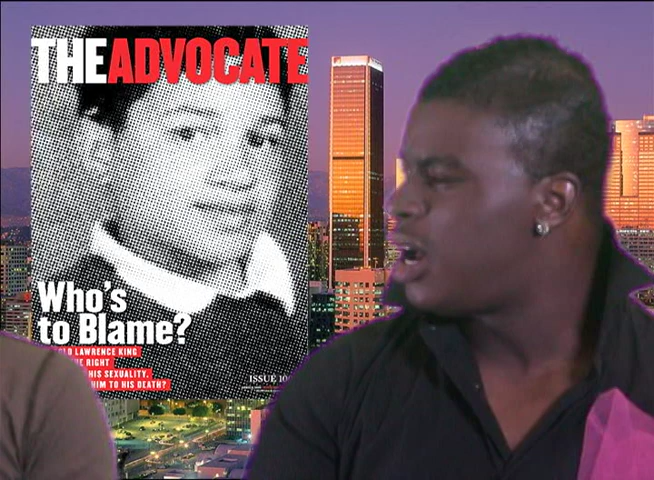 THE ADVOCATE
Who's
to Blame?
LAWRENCE KING
RIGHT
HIS SEXUALITY.
HIM TO HIS DEATH?
ISSUE